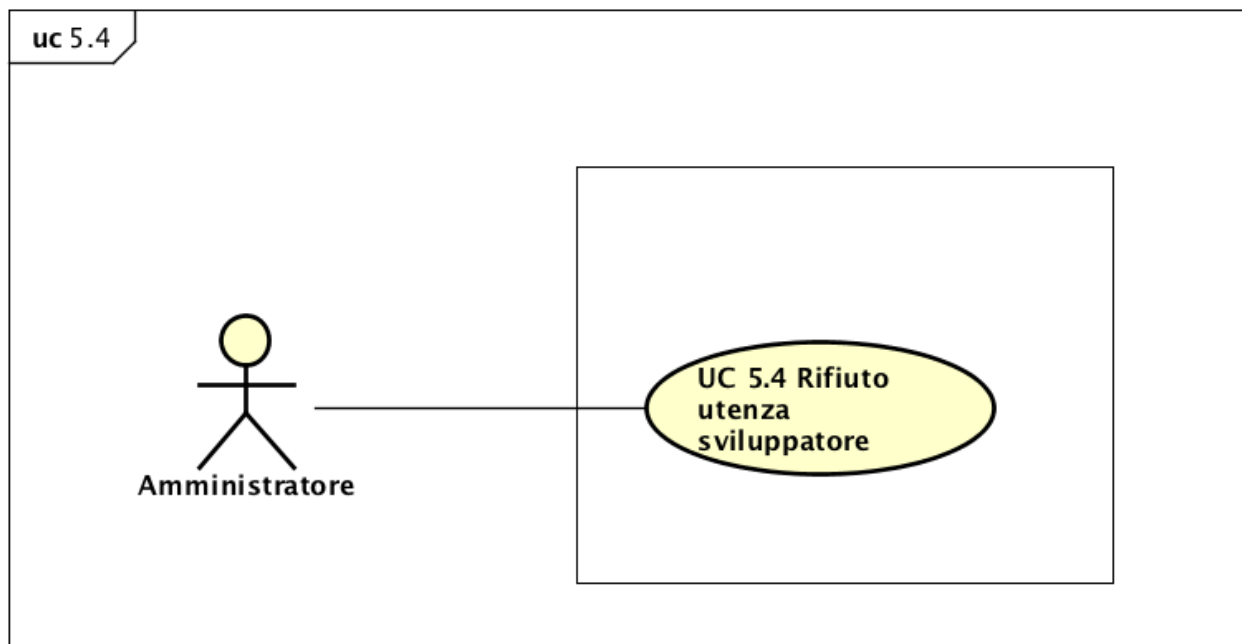 uc 5.4
UC 5.4 Rifiuto
utenza
sviluppatore
Amministratore